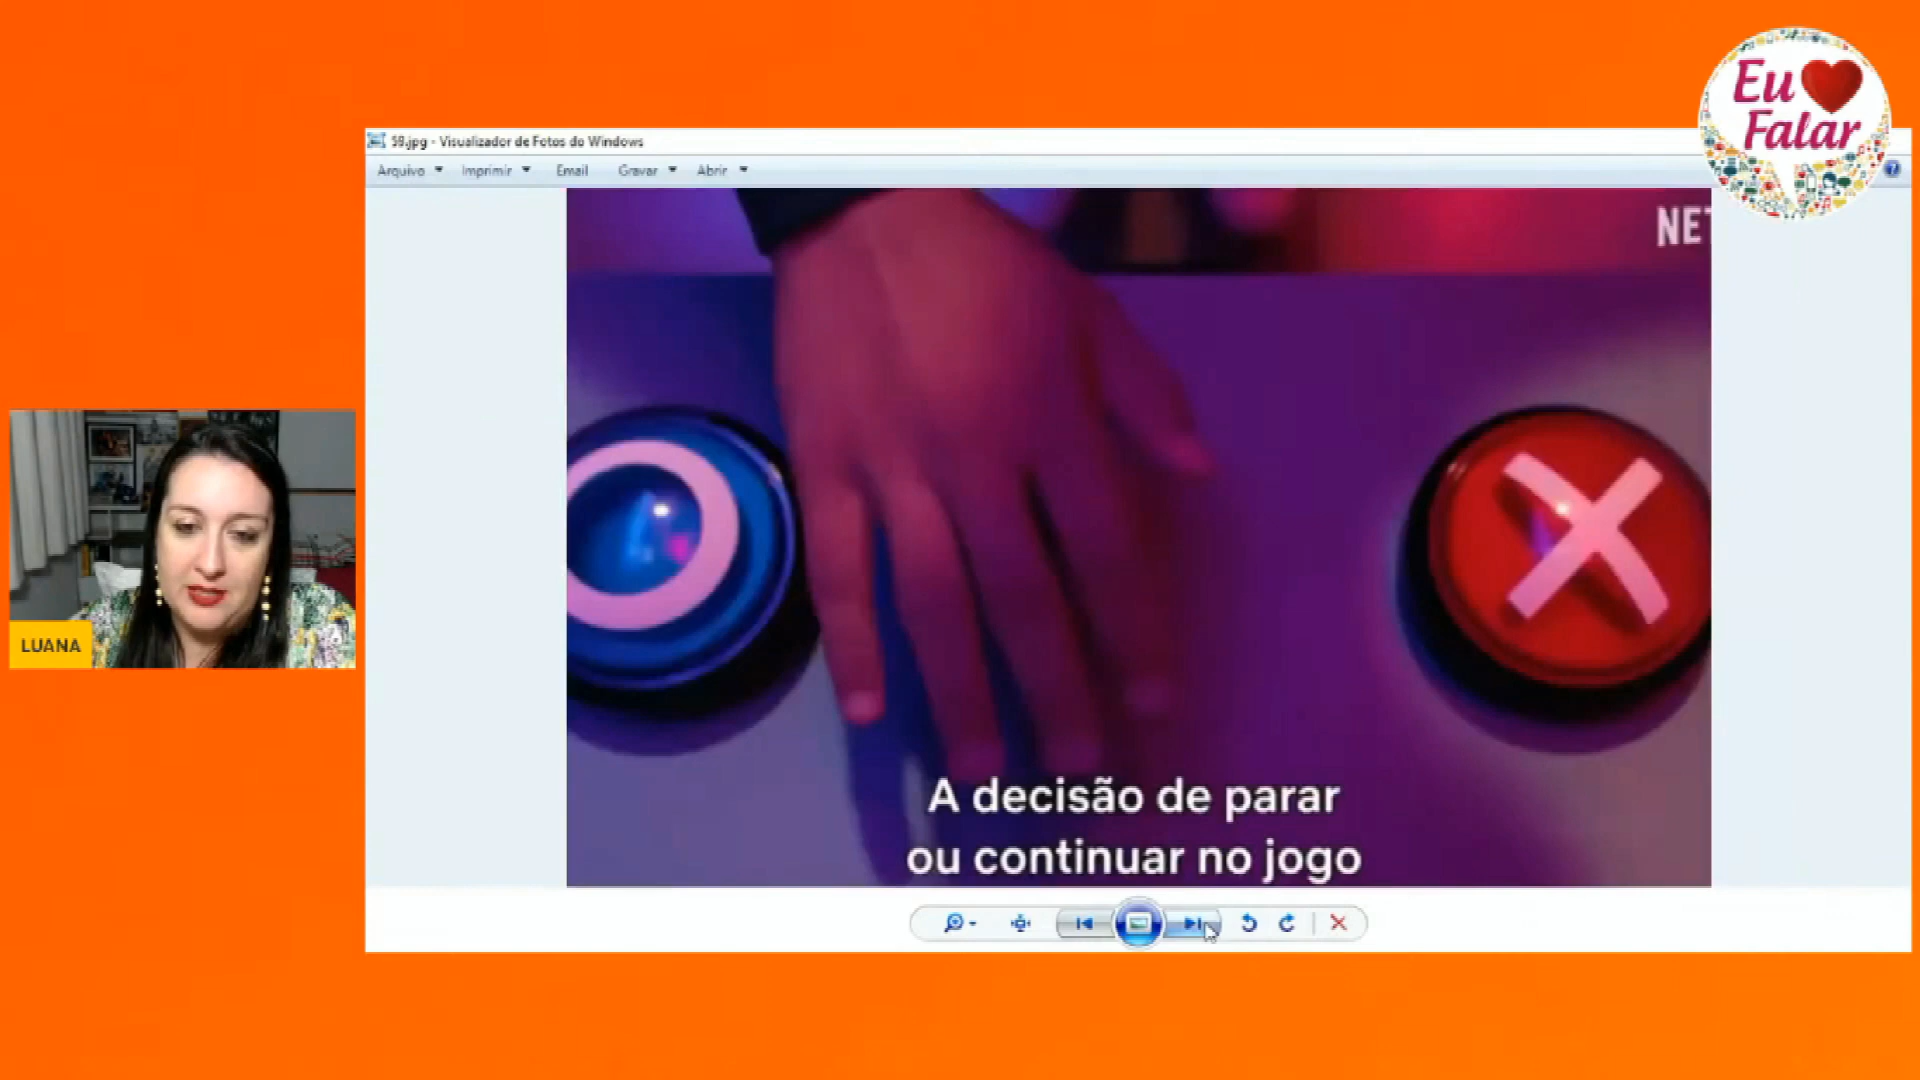 Eu
Falar
59.jpg - Visualizador de Fotos do Windows
Arquivo Imprimir Email Gravar Abrir
NET
LUANA
A decisão de parar
ou continuar no jogo